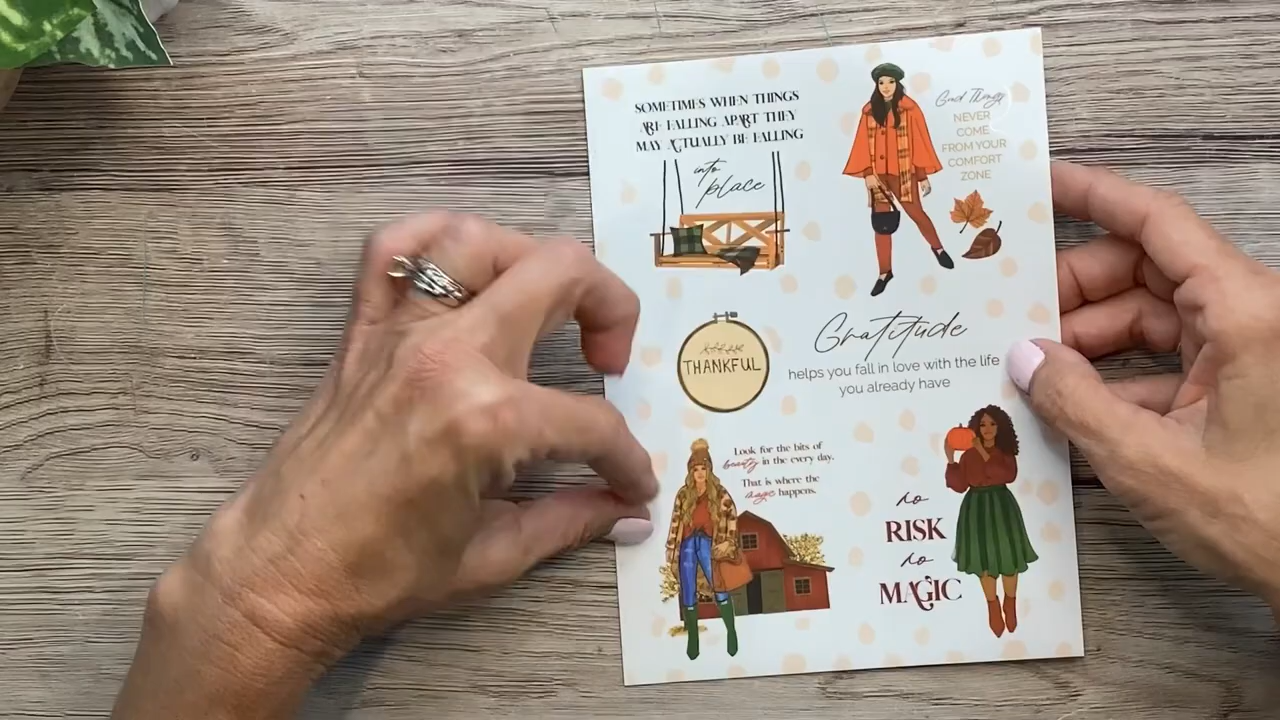 SOMETIMES WHEN THINGS
ARE FALLING APART THEY
MAY ACTUALLY BE FALLING
into
place
Good Things
NEVER
COME
FROM YOUR
COMFORT
ZONE
THANKFUL
Gratitude
helps you fall in love with the life
you already have
Look for the bits of
beauty in the every day.
That is where the
magic happens.
no
RISK
no
MAGIC